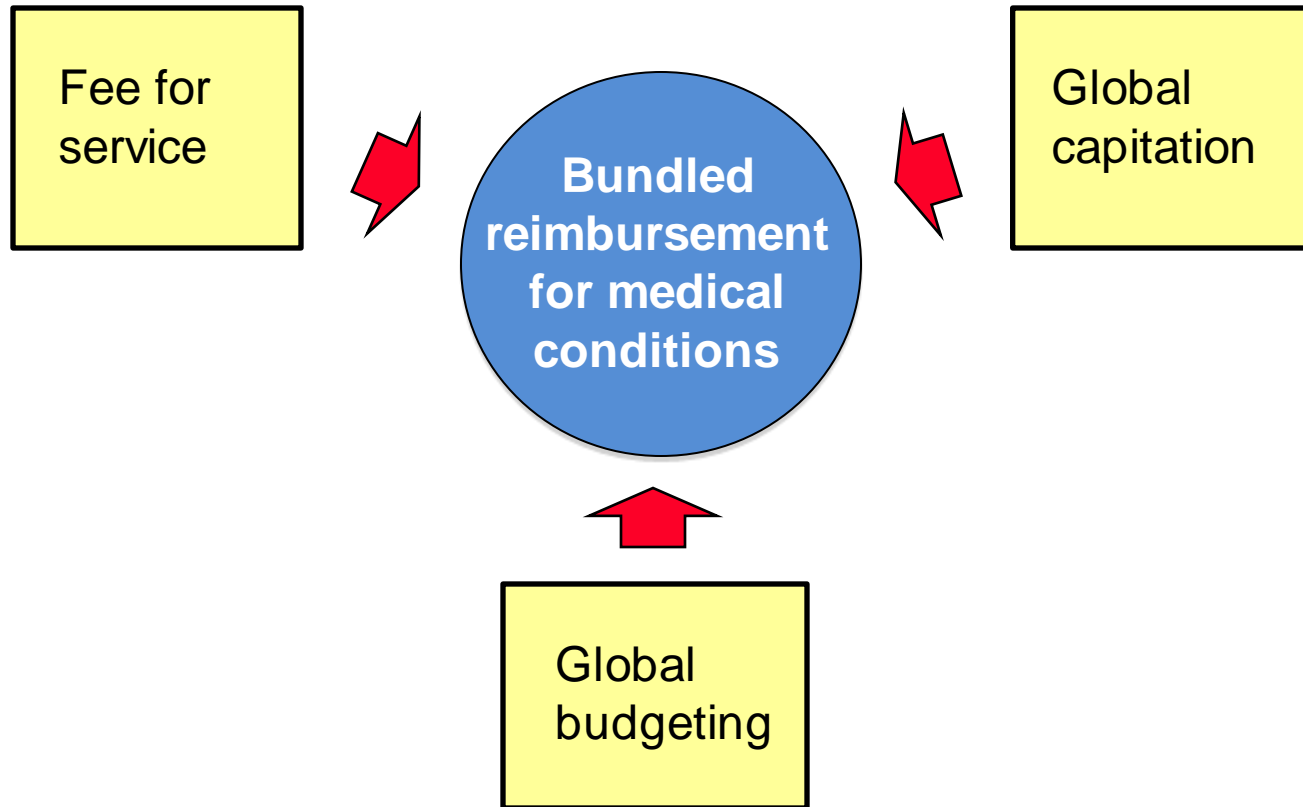 Fee for
service
Bundled
reimbursement
for medical
conditions
Global
capitation
Global
budgeting